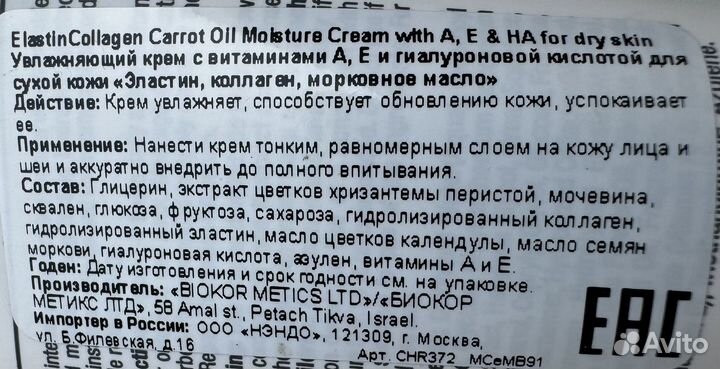 ElastinCollagen Carrot Oil Moisture Cream with A, E & HA for dry skin
Увлажняющий крем с витаминами А, Е и гиалуроновой кислотой для
сухой кожи «Эластин, коллаген, морковное масло»
Действие: Крем увлажняет, способствует обновлению кожи, успокаивает
ее.
Применение: Нанести крем тонким, равномерным слоем на кожу лица и
шеи и аккуратно внедрить до полного впитывания.
Состав: Глицерин, экстракт цветков хризантемы перистой, мочевина,
сквален, глюкоза, фруктоза, сахароза, гидролизированный коллаген,
гидролизированный эластин, масло цветков календулы, масло семян
моркови, гиалуроновая кислота, азулен, витамины А и Е.
Годен: Дату изготовления и срок годности см. на упаковке.
Производитель: «BIOKOR METICS LTD»/«БИОКОР
МЕТИКС ЛТД», 58 Amal st., Petach Tikva, Israel.
Импортер в России: ООО «НЭНДО», 121309, г. Москва,
ул. Б.Филевская, д.16
Арт. CHR372 MCeMB91
EAC
Avito